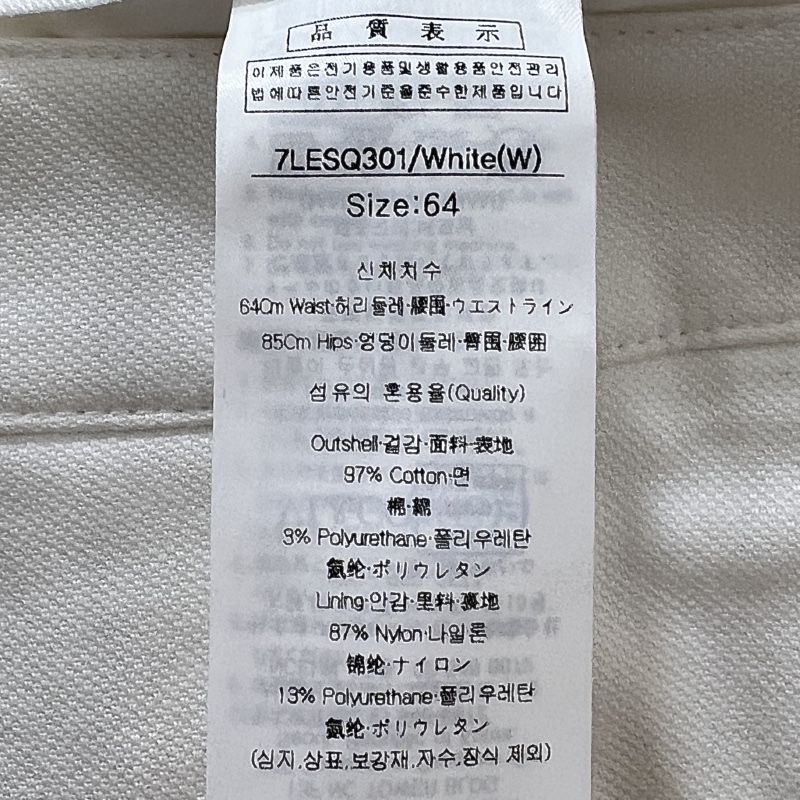 品質表示
이제품은전기용품및생활용품안전관리
법에따른안전기준을준수한제품입니다
7LESQ301/White(W)
Size:64
신체치수
64Cm Waist·허리둘레·腰围·ウエストライン
85Cm Hips·엉덩이둘레·臀围·腰囲
섬유의 혼용율(Quality)
Outshell·겉감·面料·表地
97% Cotton·면
棉·綿
3% Polyurethane·폴리우레탄
氨纶·ポリウレタン
Lining·안감·里料·裏地
87% Nylon·나일론
锦纶·ナイロン
13% Polyurethane·폴리우레탄
氨纶·ポリウレタン
(심지,상표,보강재,자수,장식 제외)